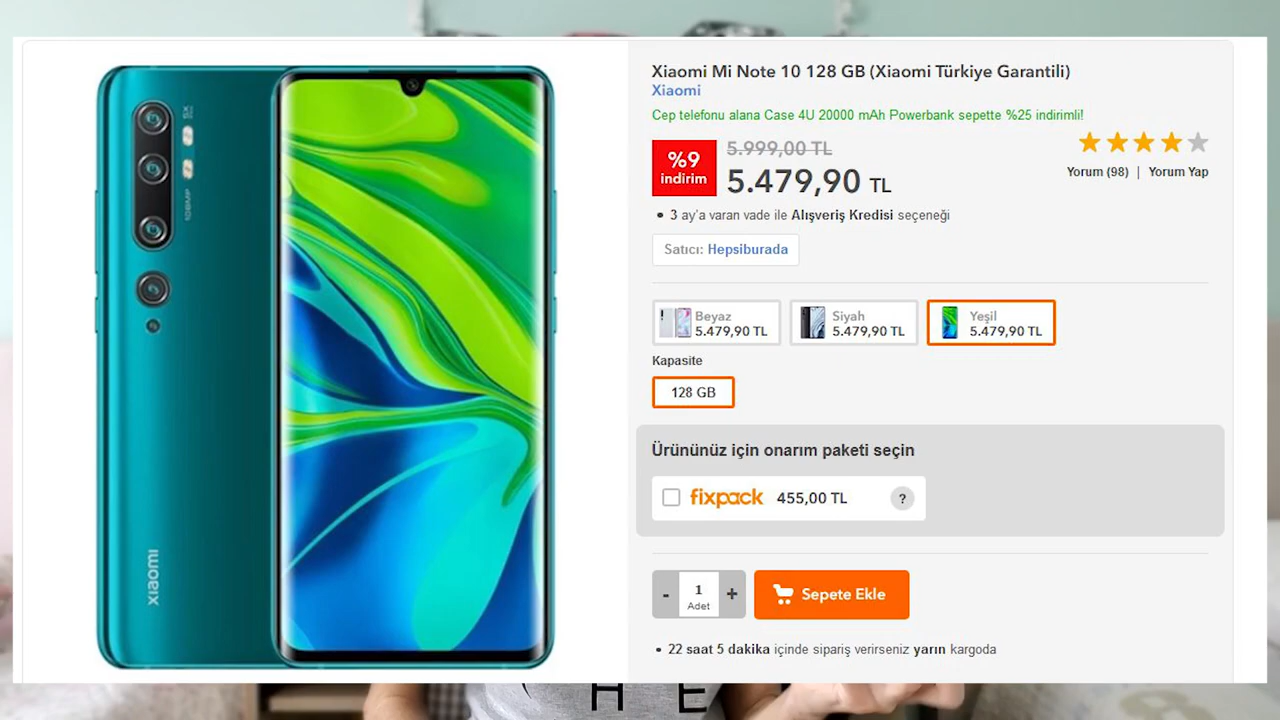 5X
108MP
xiaomi
Xiaomi Mi Note 10 128 GB (Xiaomi Türkiye Garantili)
Xiaomi
Cep telefonu alana Case 4U 20000 mAh Powerbank sepette %25 indirimli!
%9
indirim
5.999,00 TL
5.479,90 TL
Yorum (98) | Yorum Yap
• 3 ay'a varan vade ile Alışveriş Kredisi seçeneği
Satıcı: Hepsiburada
Beyaz
5.479,90 TL
Siyah
5.479,90 TL
Yeşil
5.479,90 TL
Kapasite
128 GB
Ürününüz için onarım paketi seçin
fixpack 455,00 TL ?
- 1 +
Adet
Sepete Ekle
• 22 saat 5 dakika içinde sipariş verirseniz yarın kargoda
H E